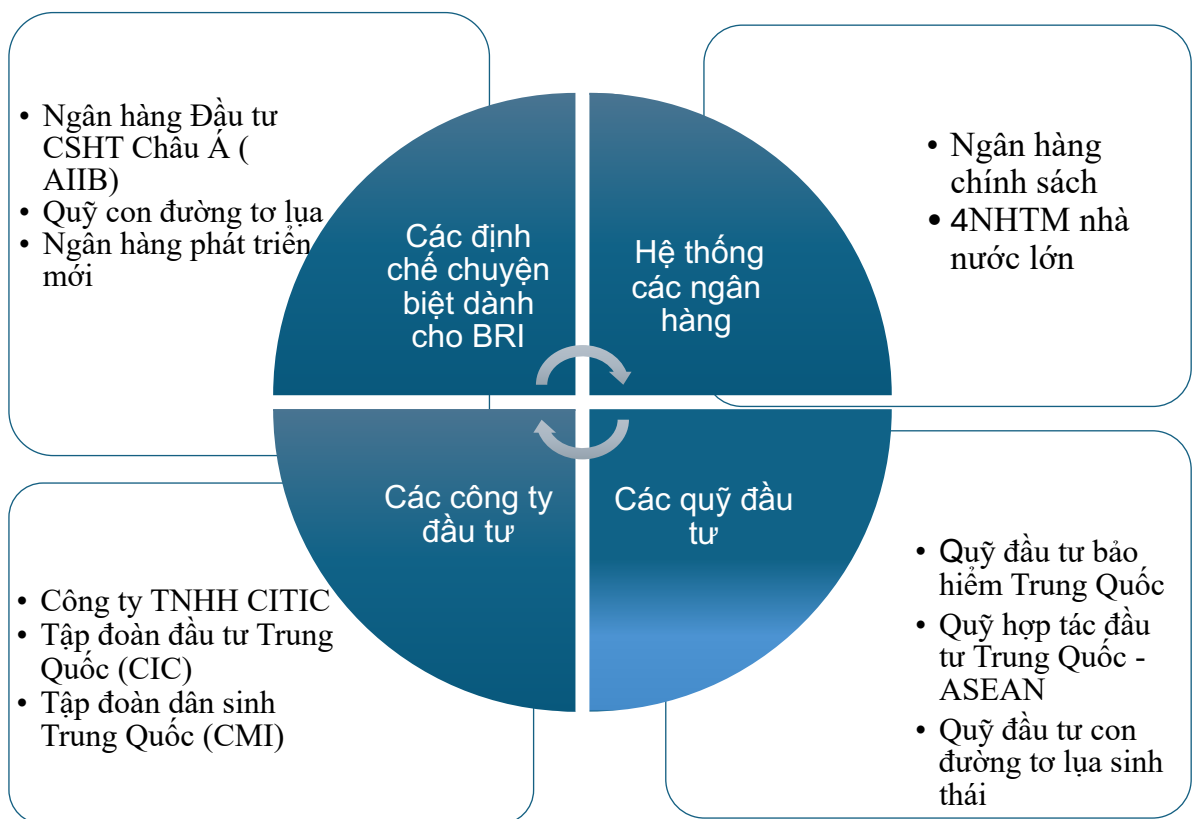 • Ngân hàng Đầu tư
CSHT Châu Á (
AIIB)
• Quỹ con đường tơ lụa
• Ngân hàng phát triển
mới
Các định
chế chuyện
biệt dành
cho BRI
Hệ thống
các ngân
hàng
• Ngân hàng
chính sách
• 4NHTM nhà
nước lớn
Các công ty
đầu tư
Các quỹ đầu
tư
• Công ty TNHH CITIC
• Tập đoàn đầu tư Trung
Quốc (CIC)
• Tập đoàn dân sinh
Trung Quốc (CMI)
• Quỹ đầu tư bảo
hiểm Trung Quốc
• Quỹ hợp tác đầu
tư Trung Quốc -
ASEAN
• Quỹ đầu tư con
đường tơ lụa sinh
thái